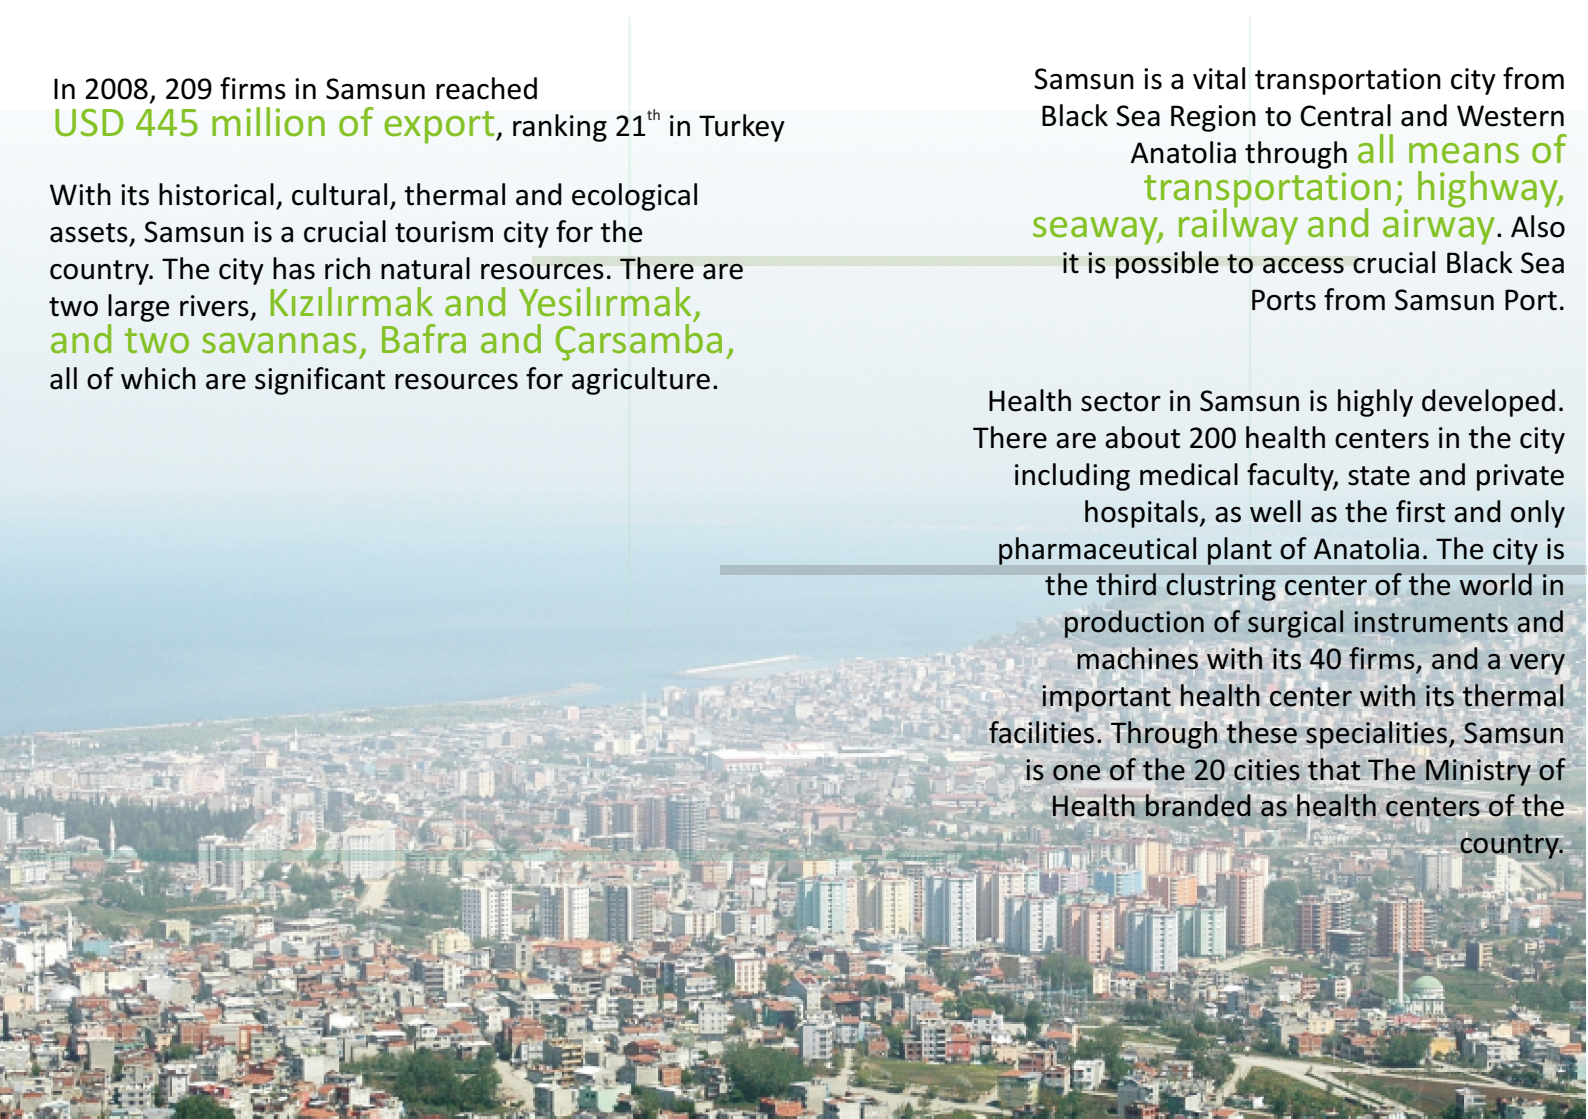 In 2008, 209 firms in Samsun reached
USD 445 million of export, ranking 21th in Turkey
With its historical, cultural, thermal and ecological
assets, Samsun is a crucial tourism city for the
country. The city has rich natural resources. There are
two large rivers, Kızılırmak and Yesilırmak,
and two savannas, Bafra and Çarsamba,
all of which are significant resources for agriculture.
Samsun is a vital transportation city from
Black Sea Region to Central and Western
Anatolia through all means of
transportation; highway,
seaway, railway and airway. Also
it is possible to access crucial Black Sea
Ports from Samsun Port.
Health sector in Samsun is highly developed.
There are about 200 health centers in the city
including medical faculty, state and private
hospitals, as well as the first and only
pharmaceutical plant of Anatolia. The city is
the third clustring center of the world in
production of surgical instruments and
machines with its 40 firms, and a very
important health center with its thermal
facilities. Through these specialities, Samsun
is one of the 20 cities that The Ministry of
Health branded as health centers of the
country.